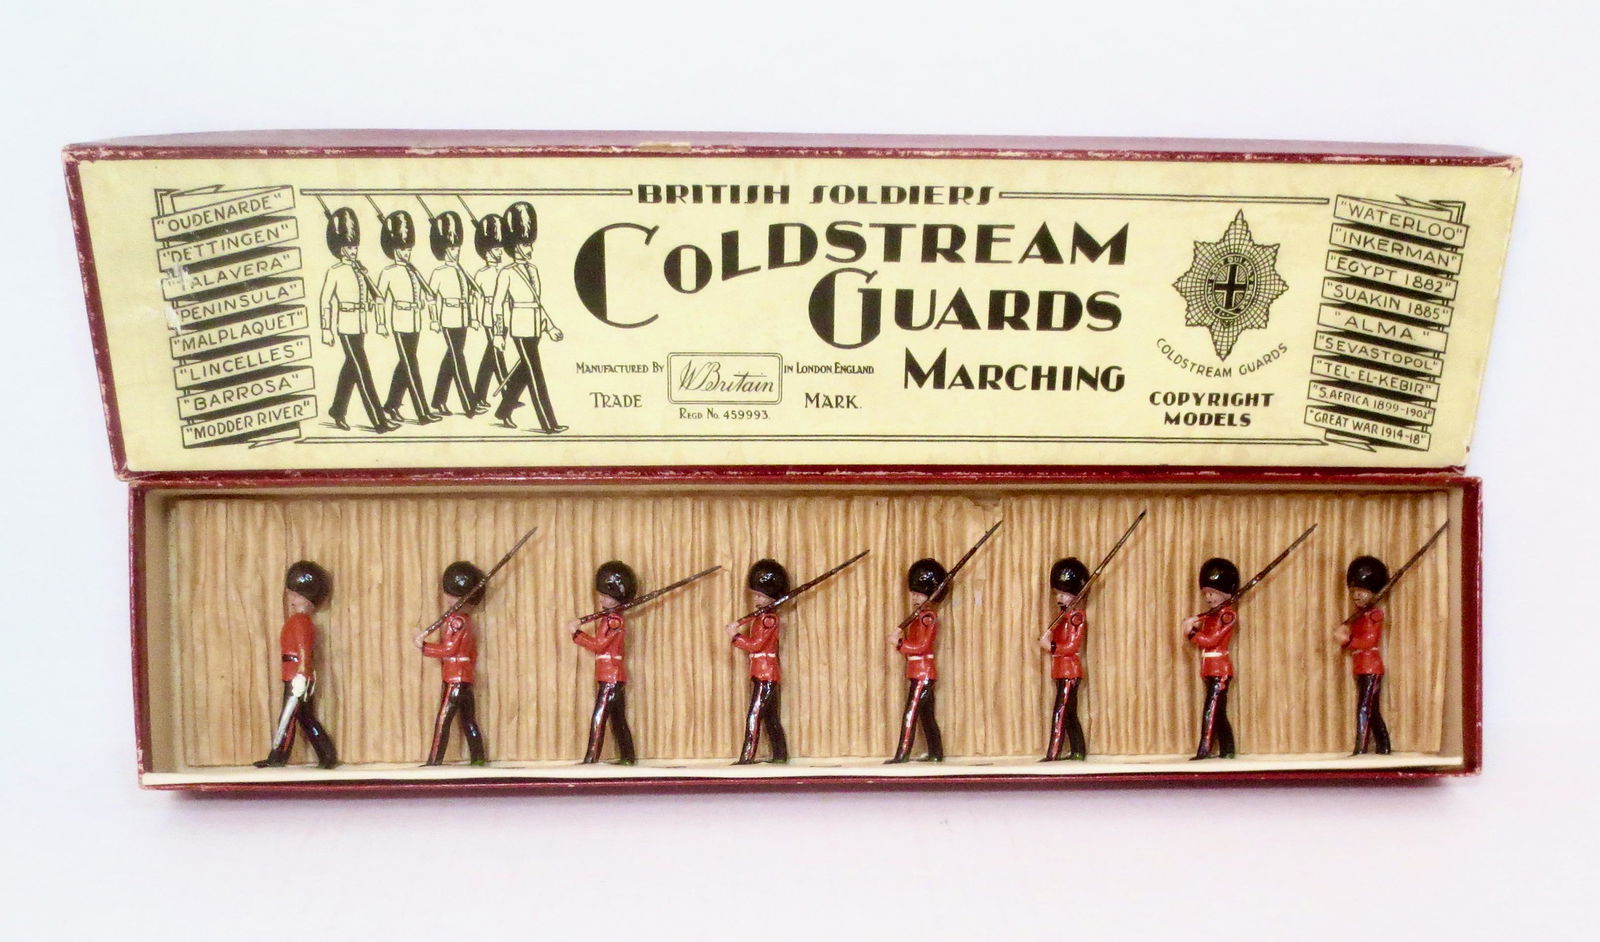 "OUDENARDE"
"DETTINGEN"
"TALAVERA"
"PENINSULA"
"MALPLAQUET"
"LINCELLES"
"BARROSA"
"MODDER RIVER"
BRITISH SOLDIERS
COLDSTREAM
GUARDS
MARCHING
MANUFACTURED BY WBritain IN LONDON ENGLAND
TRADE MARK.
REGD No. 459993.
COLDSTREAM GUARDS
COPYRIGHT
MODELS
"WATERLOO"
"INKERMAN"
"EGYPT 1882"
"SUAKIN 1885"
"ALMA"
"SEVASTOPOL"
"TEL-EL-KEBIR"
"S.AFRICA 1899-1902"
"GREAT WAR 1914-18"